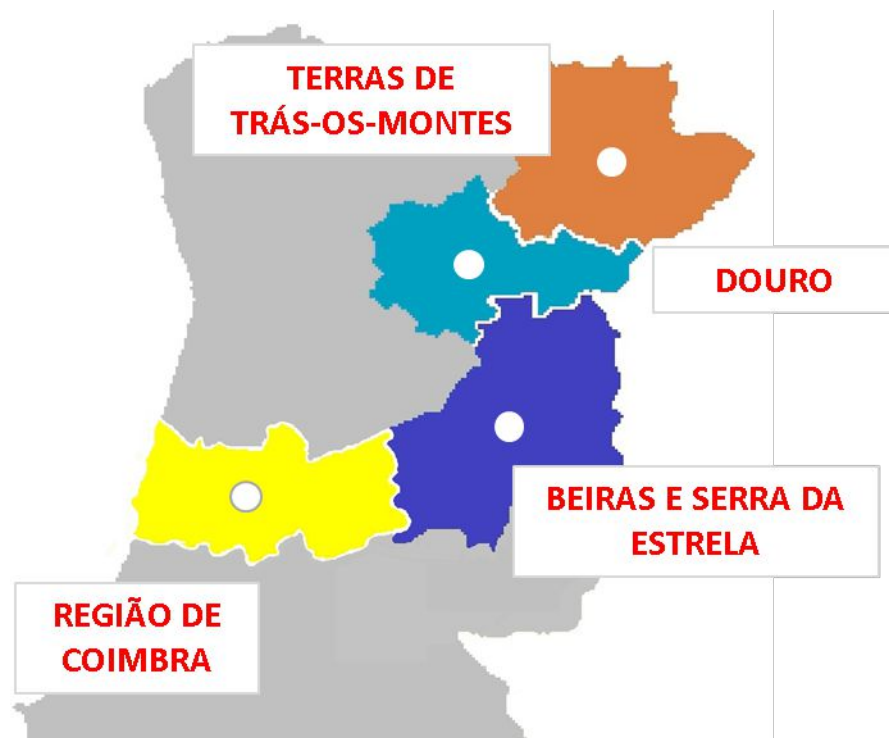 TERRAS DE
TRÁS-OS-MONTES
DOURO
BEIRAS E SERRA DA
ESTRELA
REGIÃO DE
COIMBRA